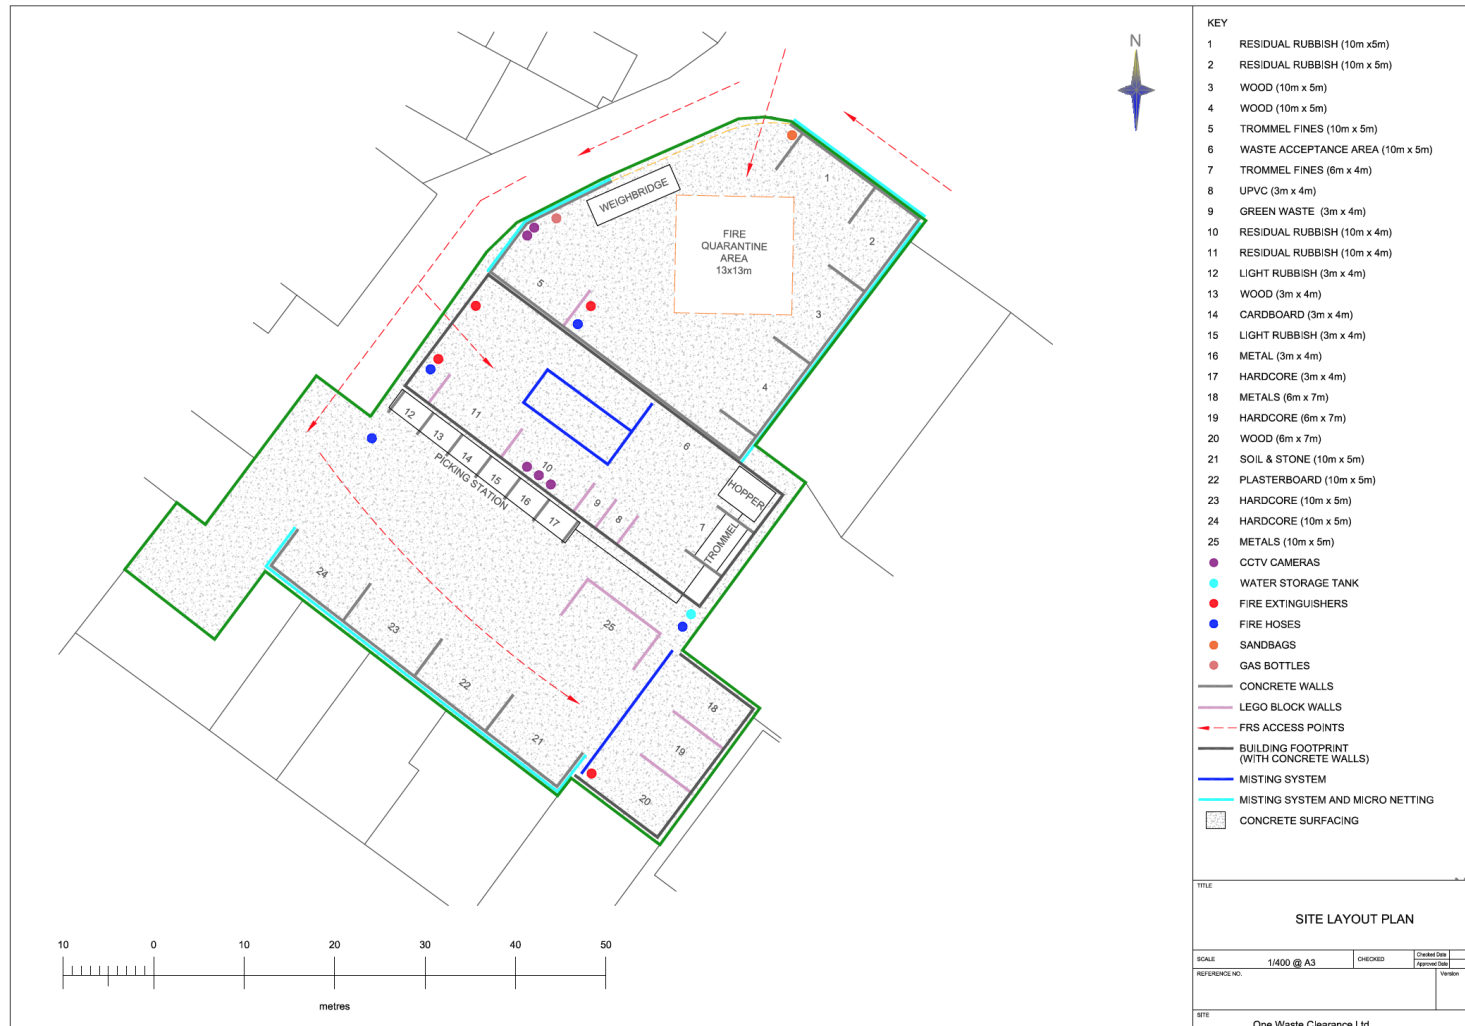 N
WEIGHBRIDGE
FIRE
QUARANTINE
AREA
13x13m
1
2
3
4
5
6
7
8
9
10
11
12
13
14
15
16
17
PICKING STATION
HOPPER
TROMMEL
18
19
20
21
22
23
24
25
10 0 10 20 30 40 50
metres
KEY
1 RESIDUAL RUBBISH (10m x5m)
2 RESIDUAL RUBBISH (10m x 5m)
3 WOOD (10m x 5m)
4 WOOD (10m x 5m)
5 TROMMEL FINES (10m x 5m)
6 WASTE ACCEPTANCE AREA (10m x 5m)
7 TROMMEL FINES (6m x 4m)
8 UPVC (3m x 4m)
9 GREEN WASTE (3m x 4m)
10 RESIDUAL RUBBISH (10m x 4m)
11 RESIDUAL RUBBISH (10m x 4m)
12 LIGHT RUBBISH (3m x 4m)
13 WOOD (3m x 4m)
14 CARDBOARD (3m x 4m)
15 LIGHT RUBBISH (3m x 4m)
16 METAL (3m x 4m)
17 HARDCORE (3m x 4m)
18 METALS (6m x 7m)
19 HARDCORE (6m x 7m)
20 WOOD (6m x 7m)
21 SOIL & STONE (10m x 5m)
22 PLASTERBOARD (10m x 5m)
23 HARDCORE (10m x 5m)
24 HARDCORE (10m x 5m)
25 METALS (10m x 5m)
CCTV CAMERAS
WATER STORAGE TANK
FIRE EXTINGUISHERS
FIRE HOSES
SANDBAGS
GAS BOTTLES
CONCRETE WALLS
LEGO BLOCK WALLS
FRS ACCESS POINTS
BUILDING FOOTPRINT
(WITH CONCRETE WALLS)
MISTING SYSTEM
MISTING SYSTEM AND MICRO NETTING
CONCRETE SURFACING
TITLE
SITE LAYOUT PLAN
SCALE 1/400 @ A3 CHECKED Checked Date
Approved Date
REFERENCE NO. Version
SITE
One Waste Clearance Ltd